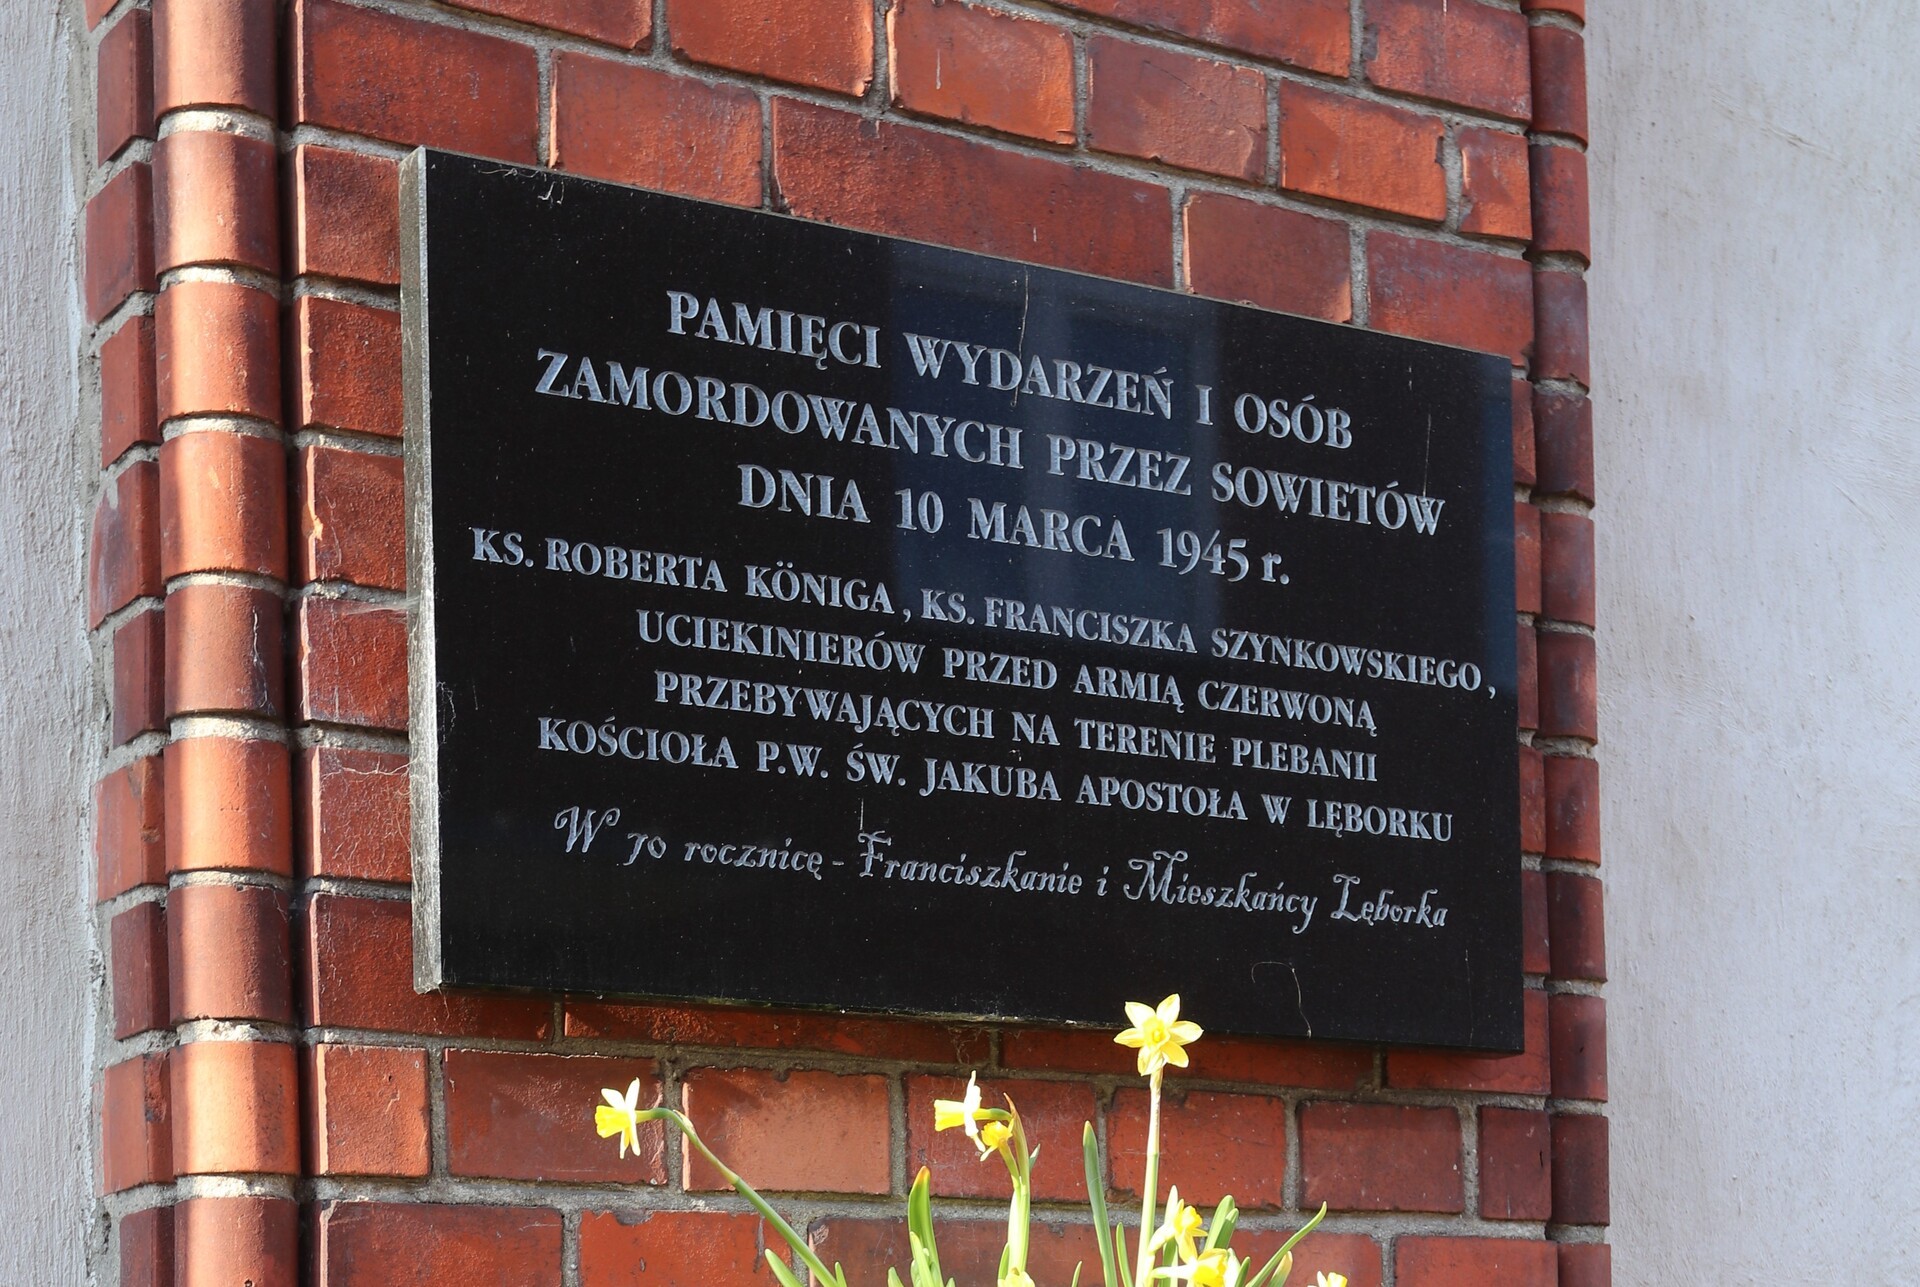 PAMIĘCI WYDARZEŃ I OSÓB
ZAMORDOWANYCH PRZEZ SOWIETÓW
DNIA 10 MARCA 1945 r.
KS. ROBERTA KÖNIGA, KS. FRANCISZKA SZYNKOWSKIEGO,
UCIEKINIERÓW PRZED ARMIĄ CZERWONĄ
PRZEBYWAJĄCYCH NA TERENIE PLEBANII
KOŚCIOŁA P.W. ŚW. JAKUBA APOSTOŁA W LĘBORKU
W 70 rocznicę - Franciszkanie i Mieszkańcy Lęborka